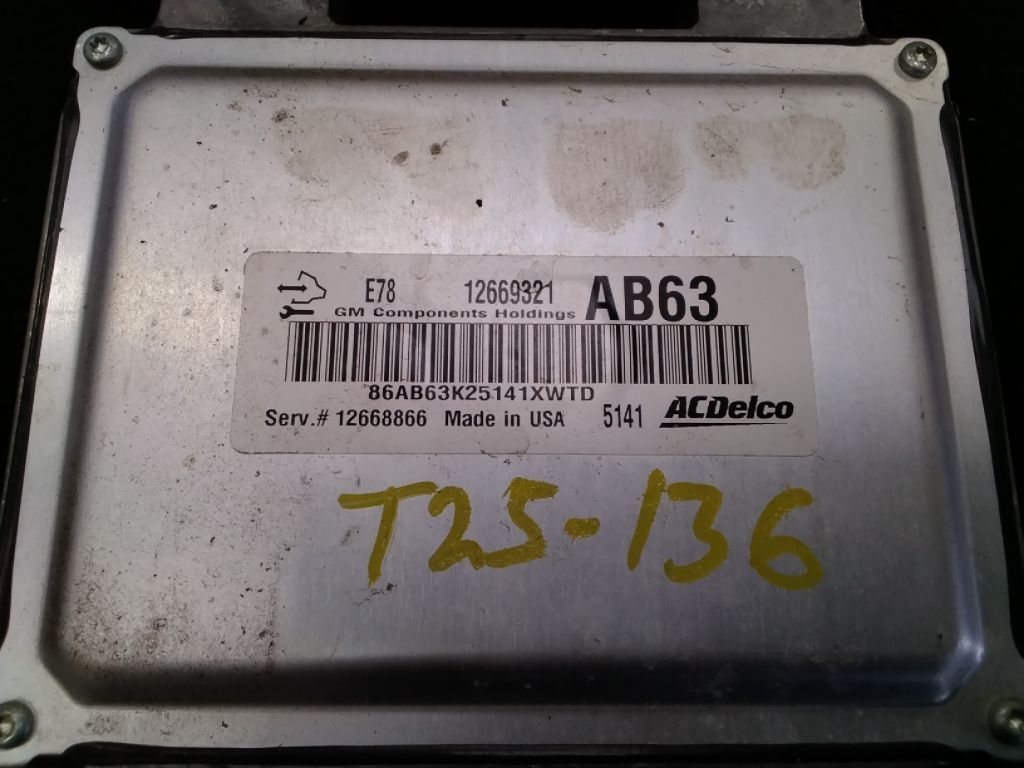 E78 12669321 AB63
GM Components Holdings
86AB63K25141XWTD
Serv.# 12668866 Made in USA 5141 ACDelco
T25-136